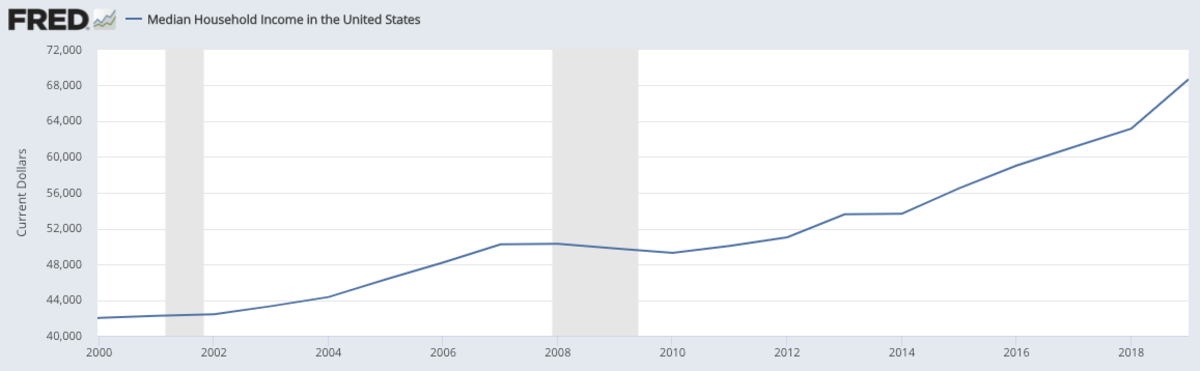 FRED
Median Household Income in the United States
72,000
68,000
64,000
60,000
56,000
52,000
48,000
44,000
40,000
Current Dollars
2000 2002 2004 2006 2008 2010 2012 2014 2016 2018